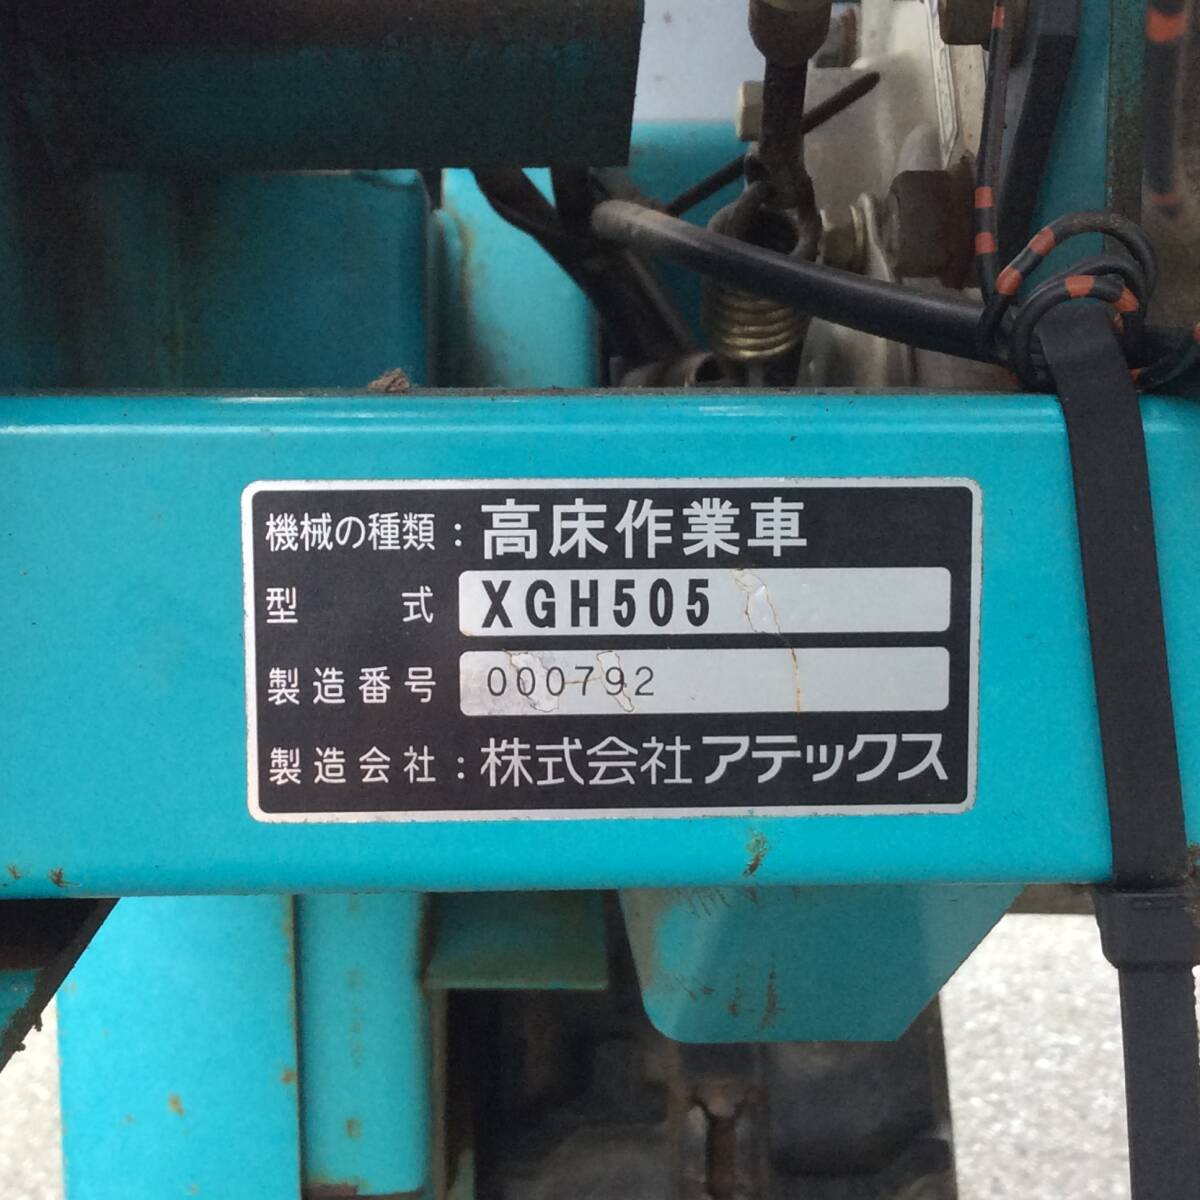 機械の種類：高床作業車
型式 XGH505
製造番号 000792
製造会社：株式会社アテックス